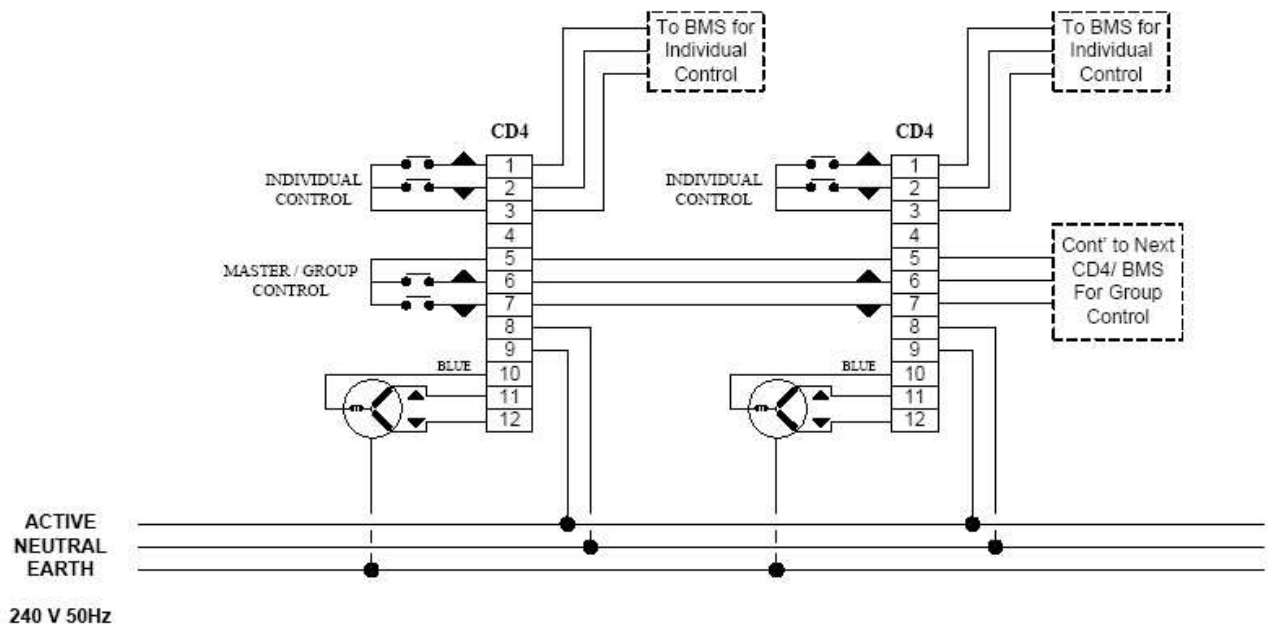 To BMS for
Individual
Control
To BMS for
Individual
Control
CD4
CD4
INDIVIDUAL
CONTROL
1
2
3
4
5
6
7
8
9
10
11
12
INDIVIDUAL
CONTROL
1
2
3
4
5
6
7
8
9
10
11
12
MASTER / GROUP
CONTROL
Cont' to Next
CD4/ BMS
For Group
Control
BLUE
BLUE
ACTIVE
NEUTRAL
EARTH
240 V 50Hz